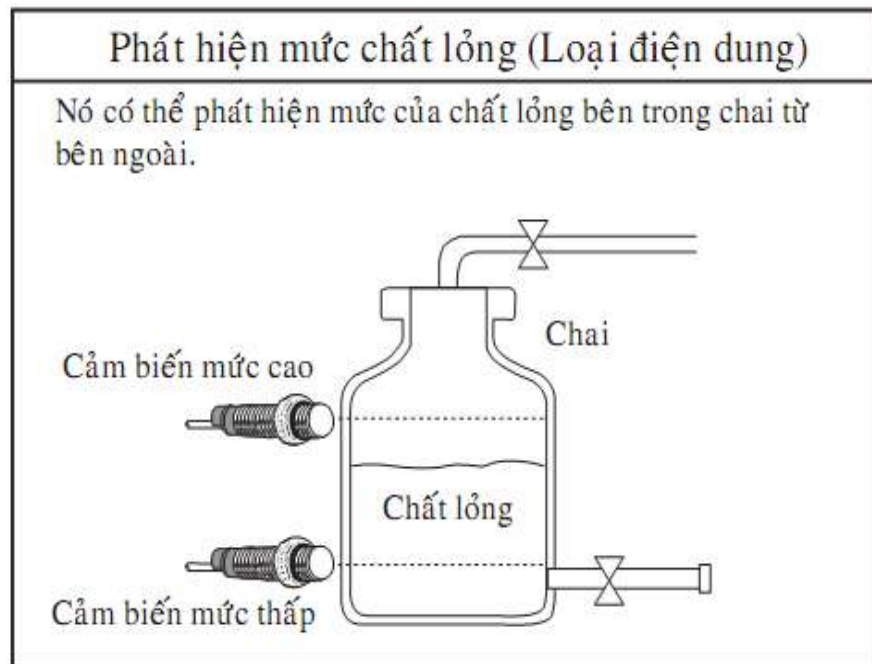 Phát hiện mức chất lỏng (Loại điện dung)
Nó có thể phát hiện mức của chất lỏng bên trong chai từ
bên ngoài.
Chai
Cảm biến mức cao
Chất lỏng
Cảm biến mức thấp